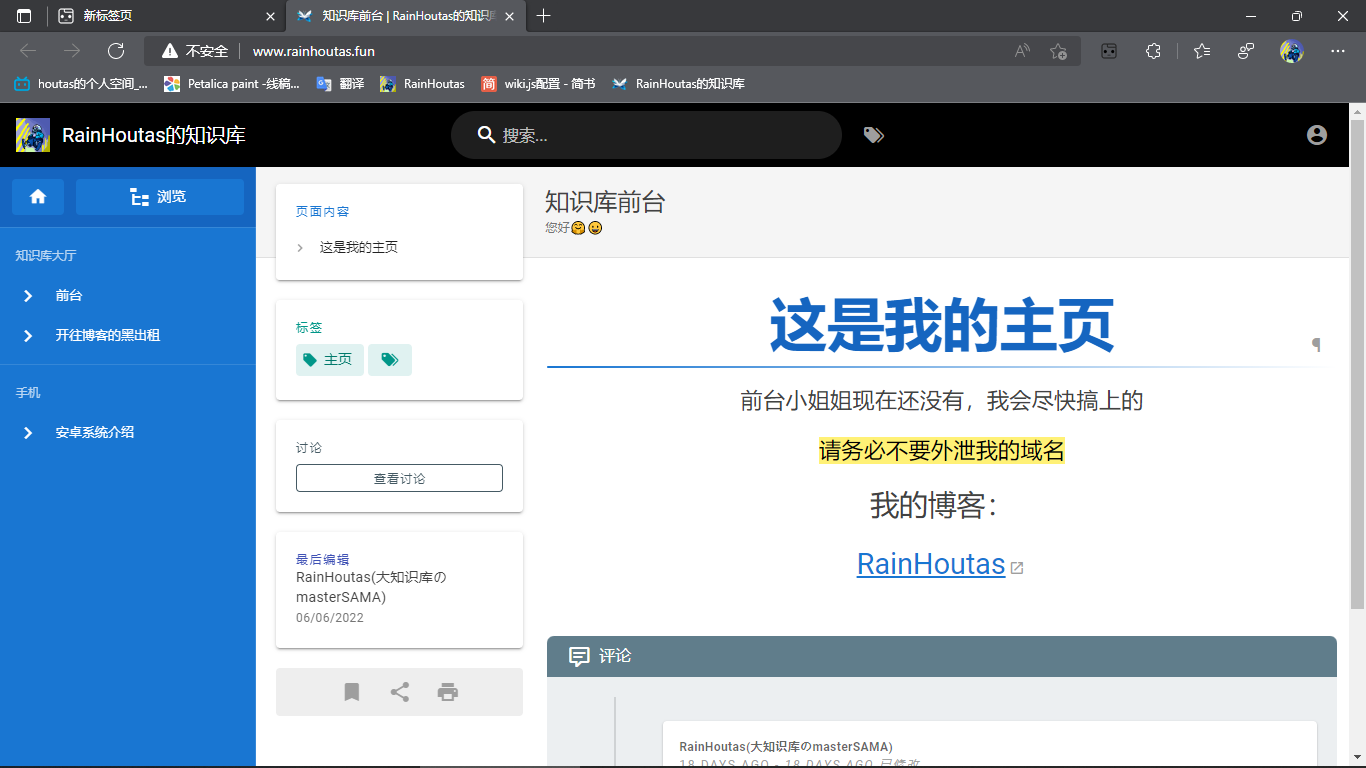 新标签页
知识库前台 | RainHoutas的知识库
不安全 www.rainhoutas.fun
houtas的个人空间_...
Petalica paint -线稿...
翻译
RainHoutas
简
wiki.js配置 - 简书
RainHoutas的知识库
RainHoutas的知识库
搜索...
浏览
知识库大厅
前台
开往博客的黑出租
手机
安卓系统介绍
页面内容
这是我的主页
标签
主页
讨论
查看讨论
最后编辑
RainHoutas(大知识库の
masterSAMA)
06/06/2022
知识库前台
您好🤗😀
这是我的主页
¶
前台小姐姐现在还没有，我会尽快搞上的
请务必不要外泄我的域名
我的博客：
RainHoutas
评论
RainHoutas(大知识库のmasterSAMA)
18 DAYS AGO - 18 DAYS AGO 已修改